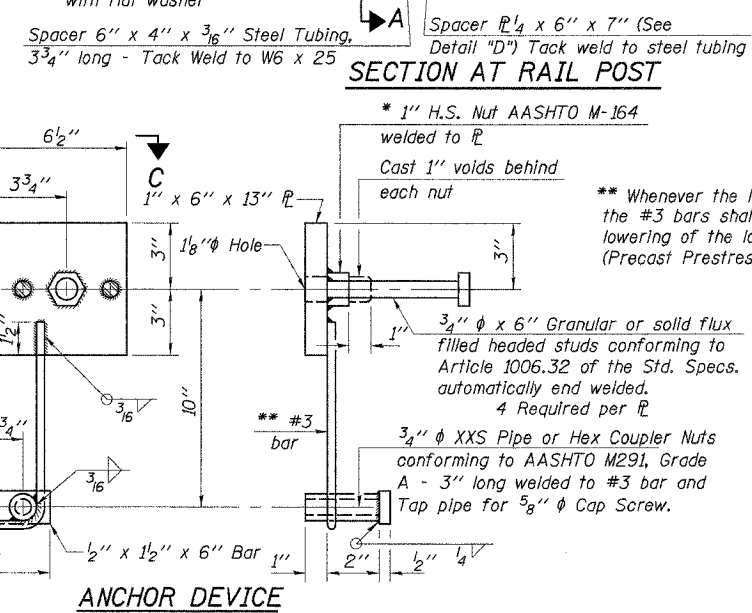 with flat washer
Spacer 6" x 4" x 3/16" Steel Tubing,
3 3/4" long - Tack Weld to W6 x 25
A
Spacer ℄ 1/4 x 6" x 7" (See
Detail "D") Tack weld to steel tubing
SECTION AT RAIL POST
* 1" H.S. Nut AASHTO M-164
welded to ℄
6 1/2"
C
Cast 1" voids behind
each nut
3 3/4"
1" x 6" x 13" ℄
** Whenever the
the #3 bars
lowering of the
(Precast
3"
1 1/8" ϕ Hole
3"
3"
1 1/2"
1"
3/4" ϕ x 6" Granular or solid flux
filled headed studs conforming to
Article 1006.32 of the Std. Specs.
automatically end welded.
4 Required per ℄
3/16
10"
** #3
bar
3/4"
3/4" ϕ XXS Pipe or Hex Coupler Nuts
conforming to AASHTO M291, Grade
A - 3" long welded to #3 bar and
Tap pipe for 5/8" ϕ Cap Screw.
3/16
1/2" x 1 1/2" x 6" Bar
1"
2"
1/2"
1/4
ANCHOR DEVICE